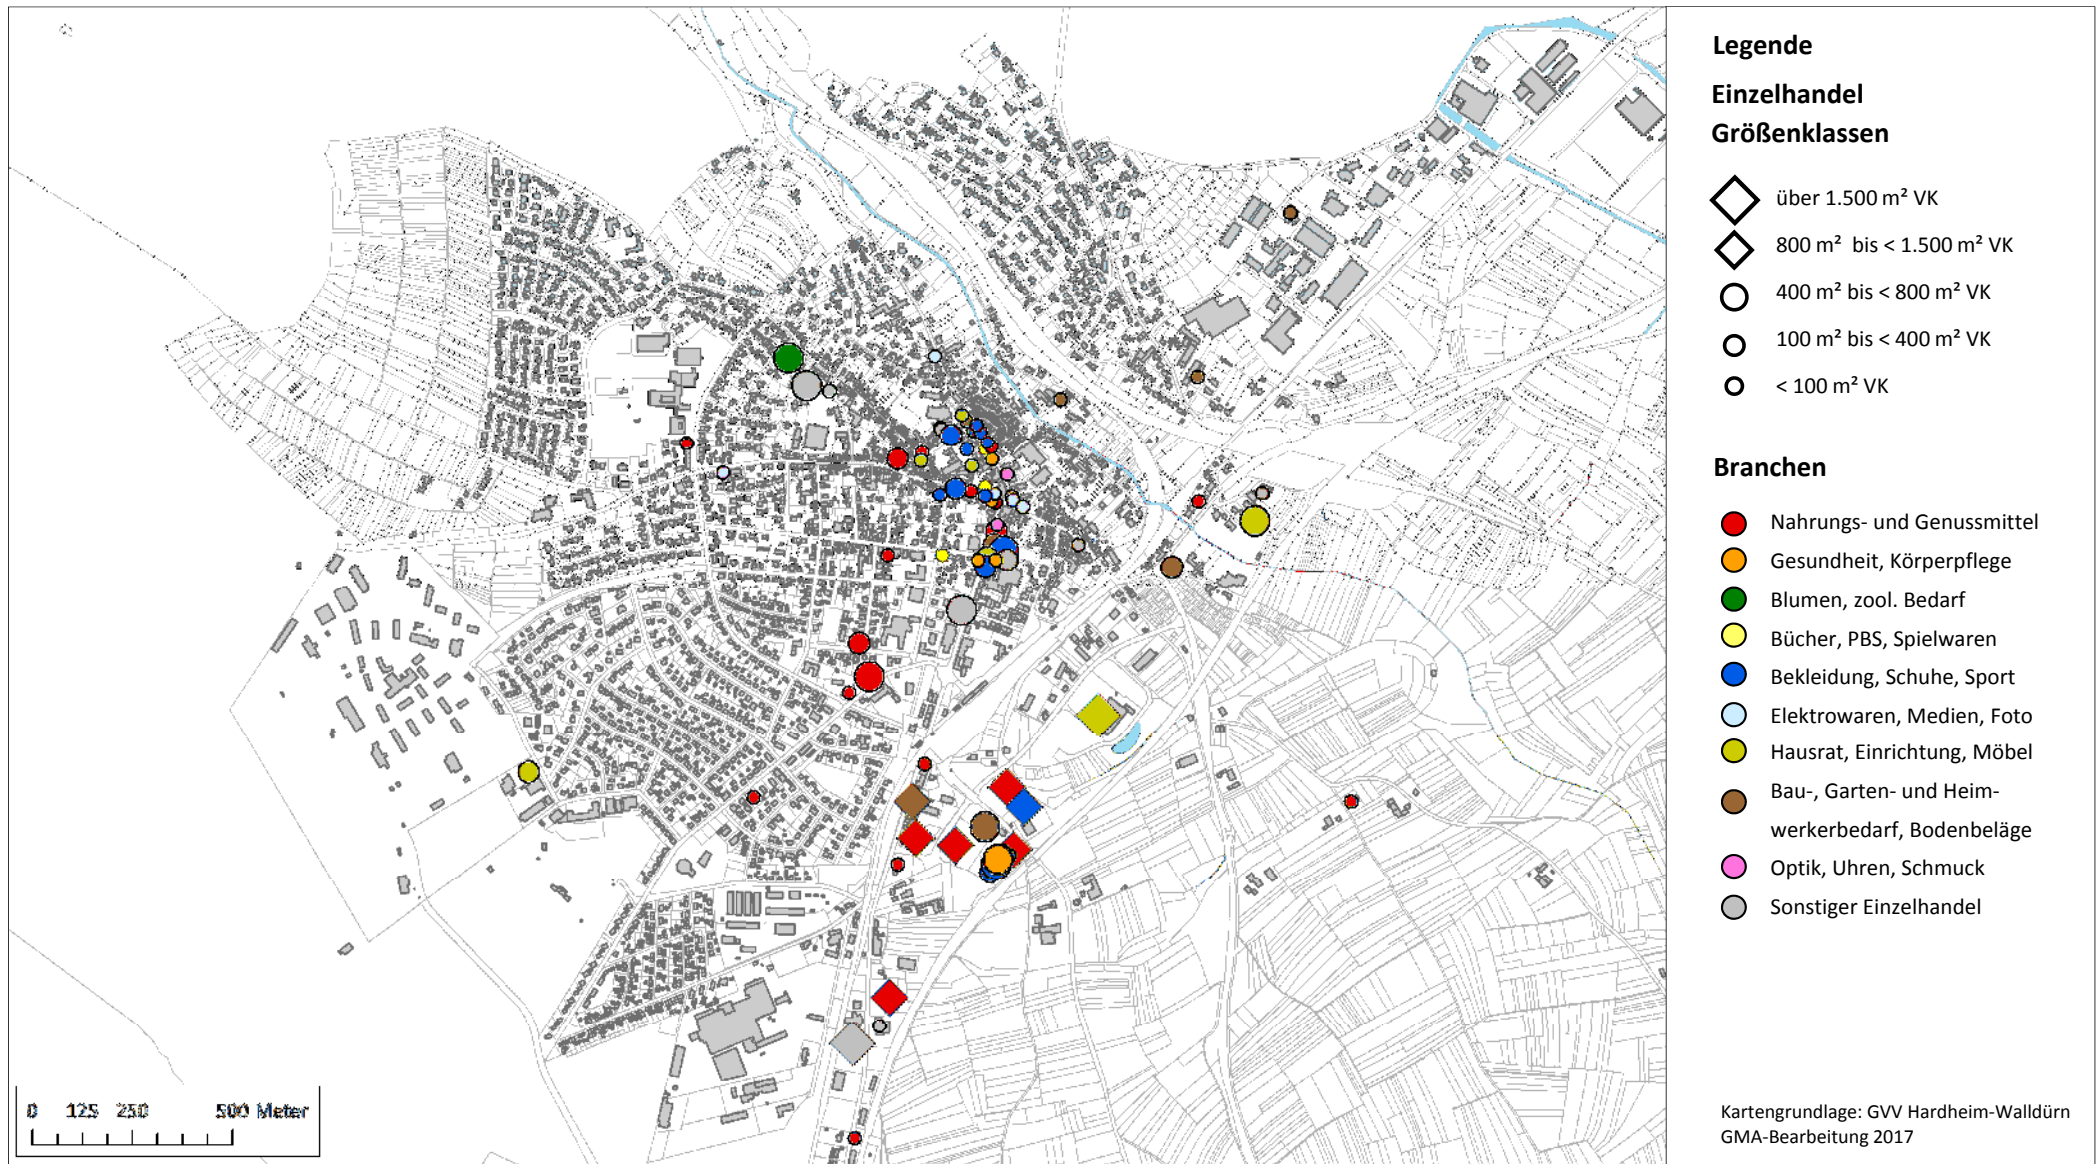 Legende
Einzelhandel
Größenklassen
über 1.500 m² VK
800 m² bis < 1.500 m² VK
400 m² bis < 800 m² VK
100 m² bis < 400 m² VK
< 100 m² VK
Branchen
Nahrungs- und Genussmittel
Gesundheit, Körperpflege
Blumen, zool. Bedarf
Bücher, PBS, Spielwaren
Bekleidung, Schuhe, Sport
Elektrowaren, Medien, Foto
Hausrat, Einrichtung, Möbel
Bau-, Garten- und Heim-
werkerbedarf, Bodenbeläge
Optik, Uhren, Schmuck
Sonstiger Einzelhandel
0 125 250 500 Meter
Kartengrundlage: GVV Hardheim-Walldürn
GMA-Bearbeitung 2017